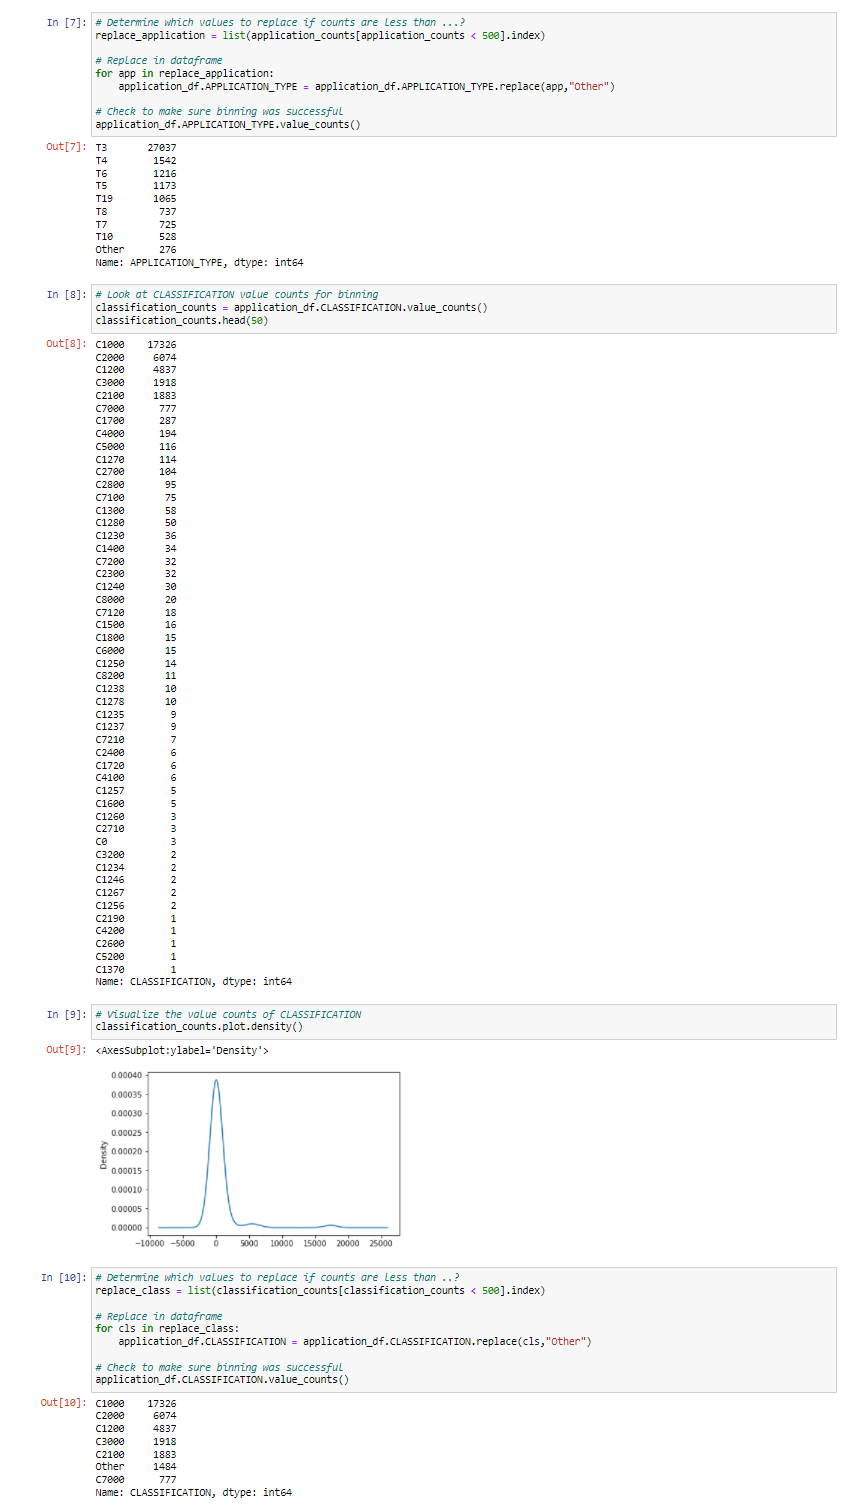 In [7]: # Determine which values to replace if counts are less than ...?
replace_application = list(application_counts[application_counts < 500].index)
# Replace in dataframe
for app in replace_application:
    application_df.APPLICATION_TYPE = application_df.APPLICATION_TYPE.replace(app,"Other")
# Check to make sure binning was successful
application_df.APPLICATION_TYPE.value_counts()
Out[7]: T3 27037
T4 1542
T6 1216
T5 1173
T19 1065
T8 737
T7 725
T10 528
Other 276
Name: APPLICATION_TYPE, dtype: int64
In [8]: # Look at CLASSIFICATION value counts for binning
classification_counts = application_df.CLASSIFICATION.value_counts()
classification_counts.head(50)
Out[8]: C1000 17326
C2000 6074
C1200 4837
C3000 1918
C2100 1883
C7000 777
C1700 287
C4000 194
C5000 116
C1270 114
C2700 104
C2800 95
C7100 75
C1300 58
C1280 50
C1230 36
C1400 34
C7200 32
C2300 32
C1240 30
C8000 20
C7120 18
C1500 16
C1800 15
C6000 15
C1250 14
C8200 11
C1238 10
C1278 10
C1235 9
C1237 9
C7210 7
C2400 6
C1720 6
C4100 6
C1257 5
C1600 5
C1260 3
C2710 3
C0 3
C3200 2
C1234 2
C1246 2
C1267 2
C1256 2
C2190 1
C4200 1
C2600 1
C5200 1
C1370 1
Name: CLASSIFICATION, dtype: int64
In [9]: # Visualize the value counts of CLASSIFICATION
classification_counts.plot.density()
Out[9]: <AxesSubplot:ylabel='Density'>
0.00040
0.00035
0.00030
0.00025
0.00020
0.00015
0.00010
0.00005
0.00000
Density
−10000 −5000 0 5000 10000 15000 20000 25000
In [10]: # Determine which values to replace if counts are less than ..?
replace_class = list(classification_counts[classification_counts < 500].index)
# Replace in dataframe
for cls in replace_class:
    application_df.CLASSIFICATION = application_df.CLASSIFICATION.replace(cls,"Other")
# Check to make sure binning was successful
application_df.CLASSIFICATION.value_counts()
Out[10]: C1000 17326
C2000 6074
C1200 4837
C3000 1918
C2100 1883
Other 1484
C7000 777
Name: CLASSIFICATION, dtype: int64